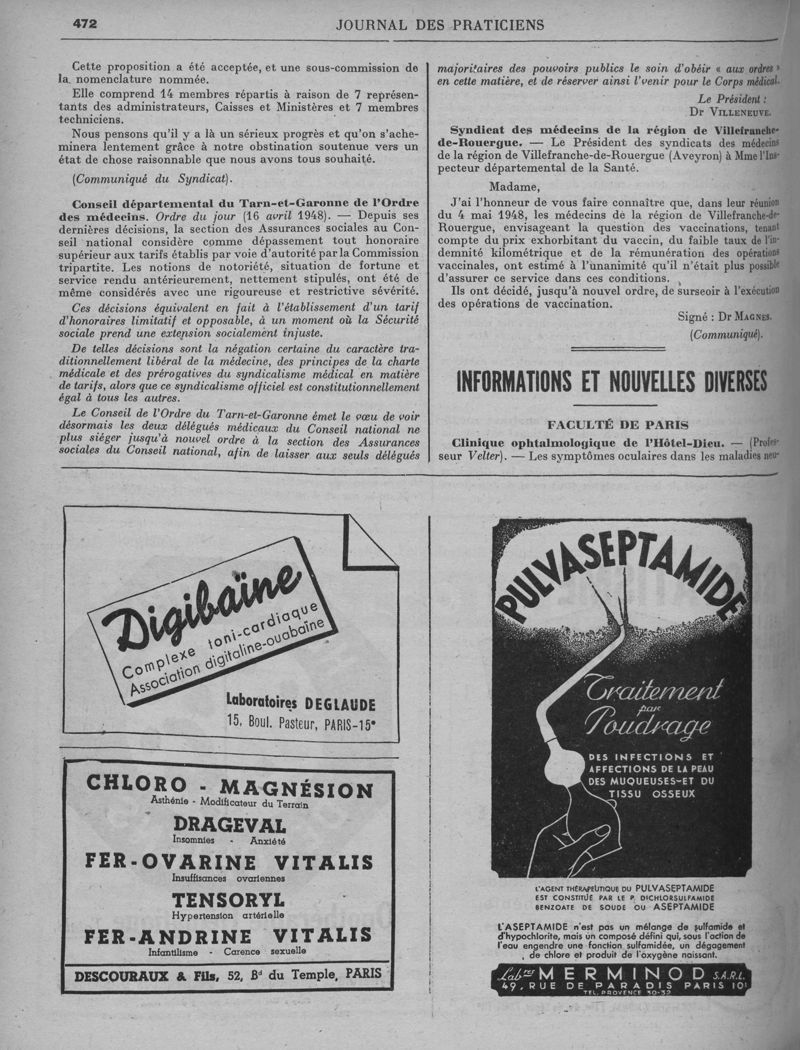 472
JOURNAL DES PRATICIENS
Cette proposition a été acceptée, et une sous-commission de
la nomenclature nommée.
Elle comprend 14 membres répartis à raison de 7 représen-
tants des administrateurs, Caisses et Ministères et 7 membres
techniciens.
Nous pensons qu'il y a là un sérieux progrès et qu'on s'ache-
minera lentement grâce à notre obstination soutenue vers un
état de chose raisonnable que nous avons tous souhaité.
(Communiqué du Syndicat).
Conseil départemental du Tarn-et-Garonne de l'Ordre
des médecins. Ordre du jour (16 avril 1948). — Depuis ses
dernières décisions, la section des Assurances sociales au Con-
seil national considère comme dépassement tout honoraire
supérieur aux tarifs établis par voie d'autorité par la Commission
tripartite. Les notions de notoriété, situation de fortune et
service rendu antérieurement, nettement stipulés, ont été de
même considérés avec une rigoureuse et restrictive sévérité.
Ces décisions équivalent en fait à l'établissement d'un tarif
d'honoraires limitatif et opposable, à un moment où la Sécurité
sociale prend une extension socialement injuste.
De telles décisions sont la négation certaine du caractère tra-
ditionnellement libéral de la médecine, des principes de la charte
médicale et des prérogatives du syndicalisme médical en matière
de tarifs, alors que ce syndicalisme officiel est constitutionnellement
égal à tous les autres.
Le Conseil de l'Ordre du Tarn-et-Garonne émet le vœu de voir
désormais les deux délégués médicaux du Conseil national ne
plus siéger jusqu'à nouvel ordre à la section des Assurances
sociales du Conseil national, afin de laisser aux seuls délégués
majoritaires des pouvoirs publics le soin d'obéir « aux ordres »
en cette matière, et de réserver ainsi l'venir pour le Corps médical.
Le Président :
Dr VILLENEUVE.
Syndicat des médecins de la région de Villefranche-
de-Rouergue. — Le Président des syndicats des médecins
de la région de Villefranche-de-Rouergue (Aveyron) à Mme l'Ins-
pecteur départemental de la Santé.
Madame,
J'ai l'honneur de vous faire connaître que, dans leur réunion
du 4 mai 1948, les médecins de la région de Villefranche-de-
Rouergue, envisageant la question des vaccinations, tenant
compte du prix exhorbitant du vaccin, du faible taux de l'in-
demnité kilométrique et de la rémunération des opérations
vaccinales, ont estimé à l'unanimité qu'il n'était plus possible
d'assurer ce service dans ces conditions.
Ils ont décidé, jusqu'à nouvel ordre, de surseoir à l'exécution
des opérations de vaccination.
Signé : Dr MAGNES.
(Communiqué).
INFORMATIONS ET NOUVELLES DIVERSES
FACULTÉ DE PARIS
Clinique ophtalmologique de l'Hôtel-Dieu. — (Profes-
seur Velter). — Les symptômes oculaires dans les maladies neu-
Digibaïne
Complexe toni-cardiaque
Association digitaline-ouabaïne
Laboratoires DEGLAUDE
15, Boul. Pasteur, PARIS-15e
CHLORO - MAGNÉSION
Asthénie - Modificateur du Terrain
DRAGEVAL
Insomnies - Anxiété
FER-OVARINE VITALIS
Insuffisances ovariennes
TENSORYL
Hypertension artérielle
FER-ANDRINE VITALIS
Infantilisme - Carence sexuelle
DESCOURAUX & Fils, 52, Bd du Temple, PARIS
PULVASEPTAMIDE
Traitement
par
Poudrage
DES INFECTIONS ET
AFFECTIONS DE LA PEAU
DES MUQUEUSES-ET DU
TISSU OSSEUX
L'AGENT THÉRAPEUTIQUE DU PULVASEPTAMIDE
EST CONSTITUÉ PAR LE P. DICHLORSULFAMIDE
BENZOATE DE SOUDE OU ASEPTAMIDE
L'ASEPTAMIDE n'est pas un mélange de sulfamide et
d'hypochlorite, mais un composé défini qui, sous l'action de
l'eau engendre une fonction sulfamidée, un dégagement
de chlore et produit de l'oxygène naissant.
Labres MERMINOD S.A.R.L.
49, RUE DE PARADIS PARIS 10e
TEL. PROVENCE 30-32